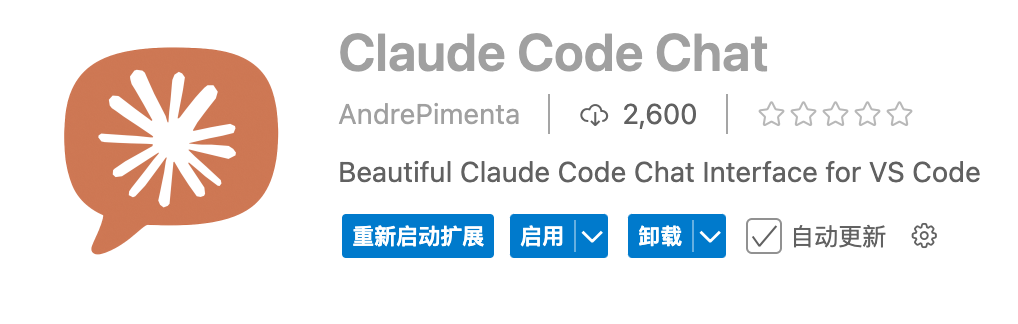 Claude Code Chat
AndrePimenta 2,600
Beautiful Claude Code Chat Interface for VS Code
重新启动扩展 启用 卸载 自动更新